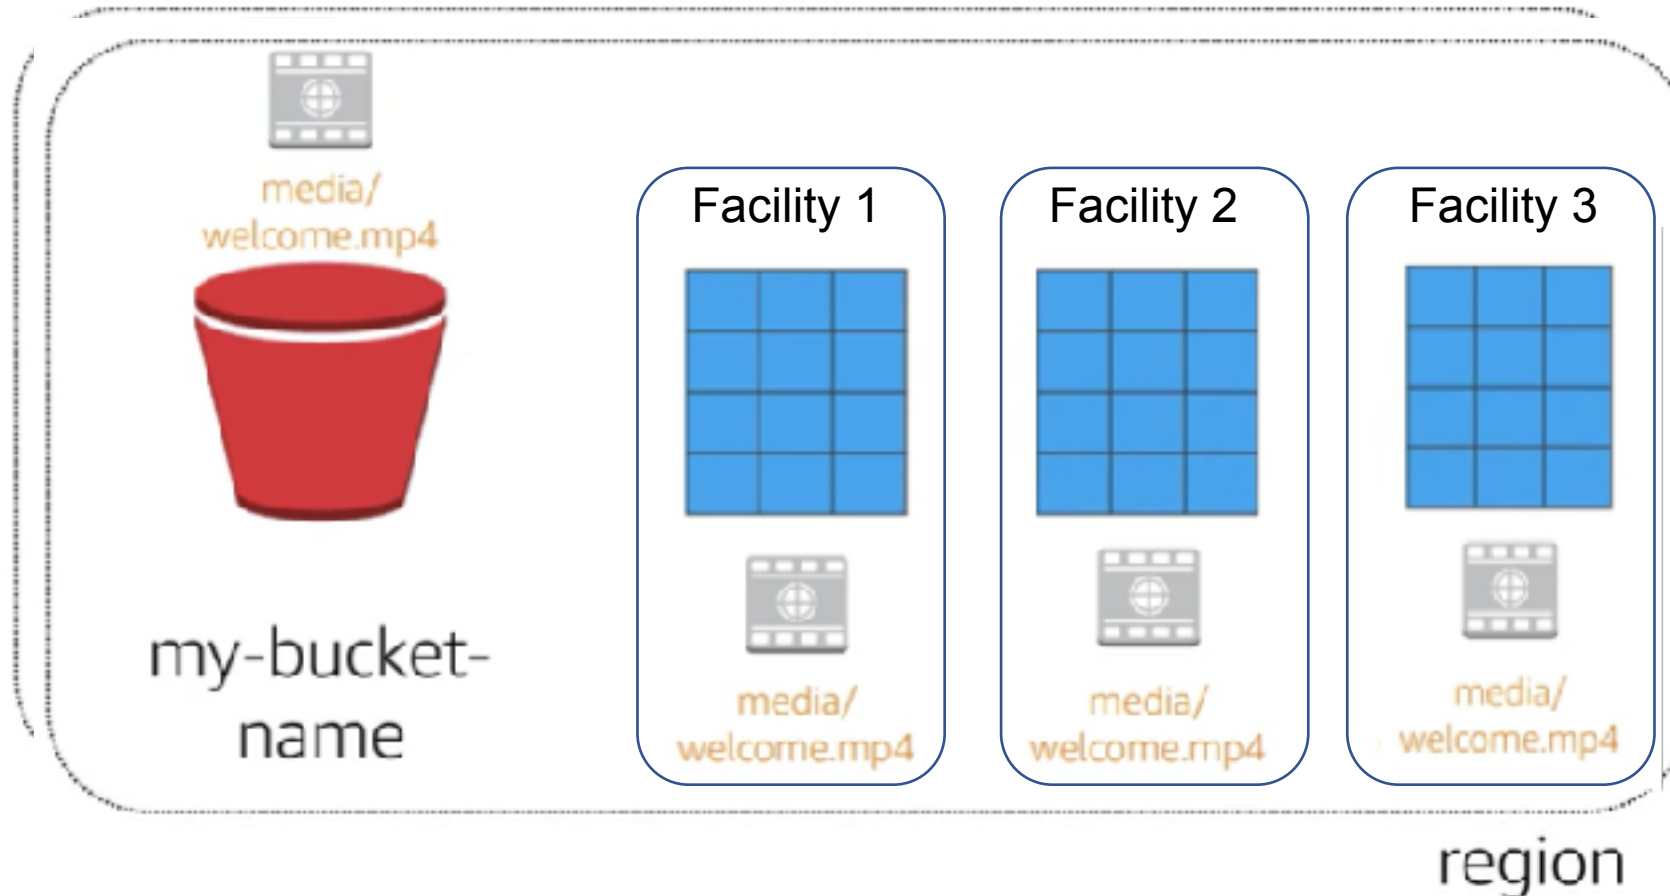 media/
welcome.mp4
my-bucket-
name
Facility 1
media/
welcome.mp4
Facility 2
media/
welcome.mp4
Facility 3
media/
welcome.mp4
region